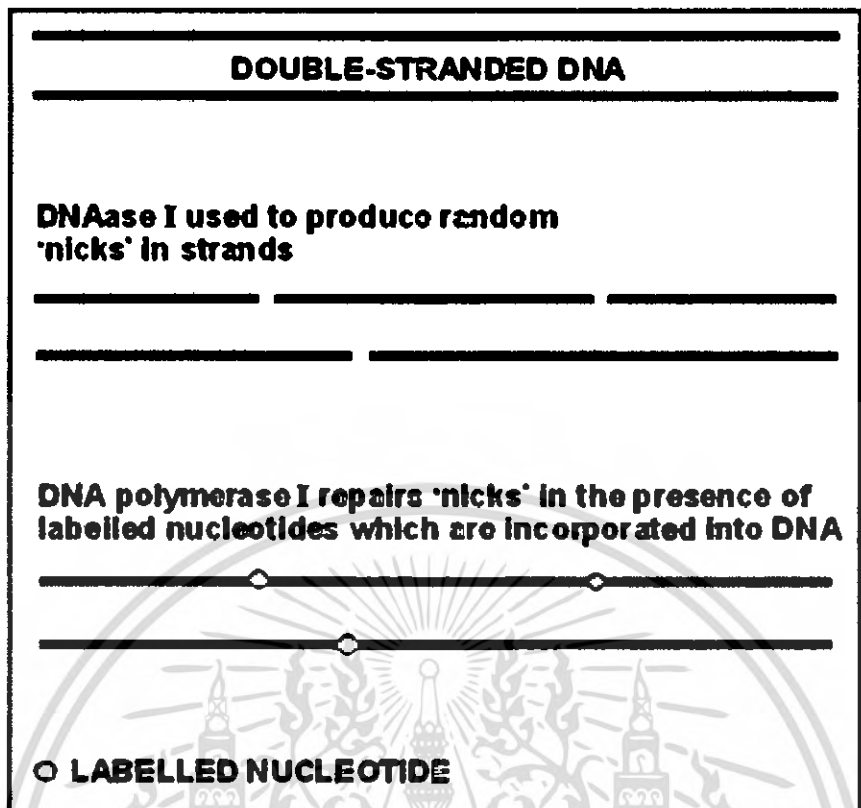 DOUBLE-STRANDED DNA
DNAase I used to produce random
'nicks' in strands
DNA polymerase I repairs 'nicks' in the presence of
labelled nucleotides which are incorporated into DNA
O LABELLED NUCLEOTIDE